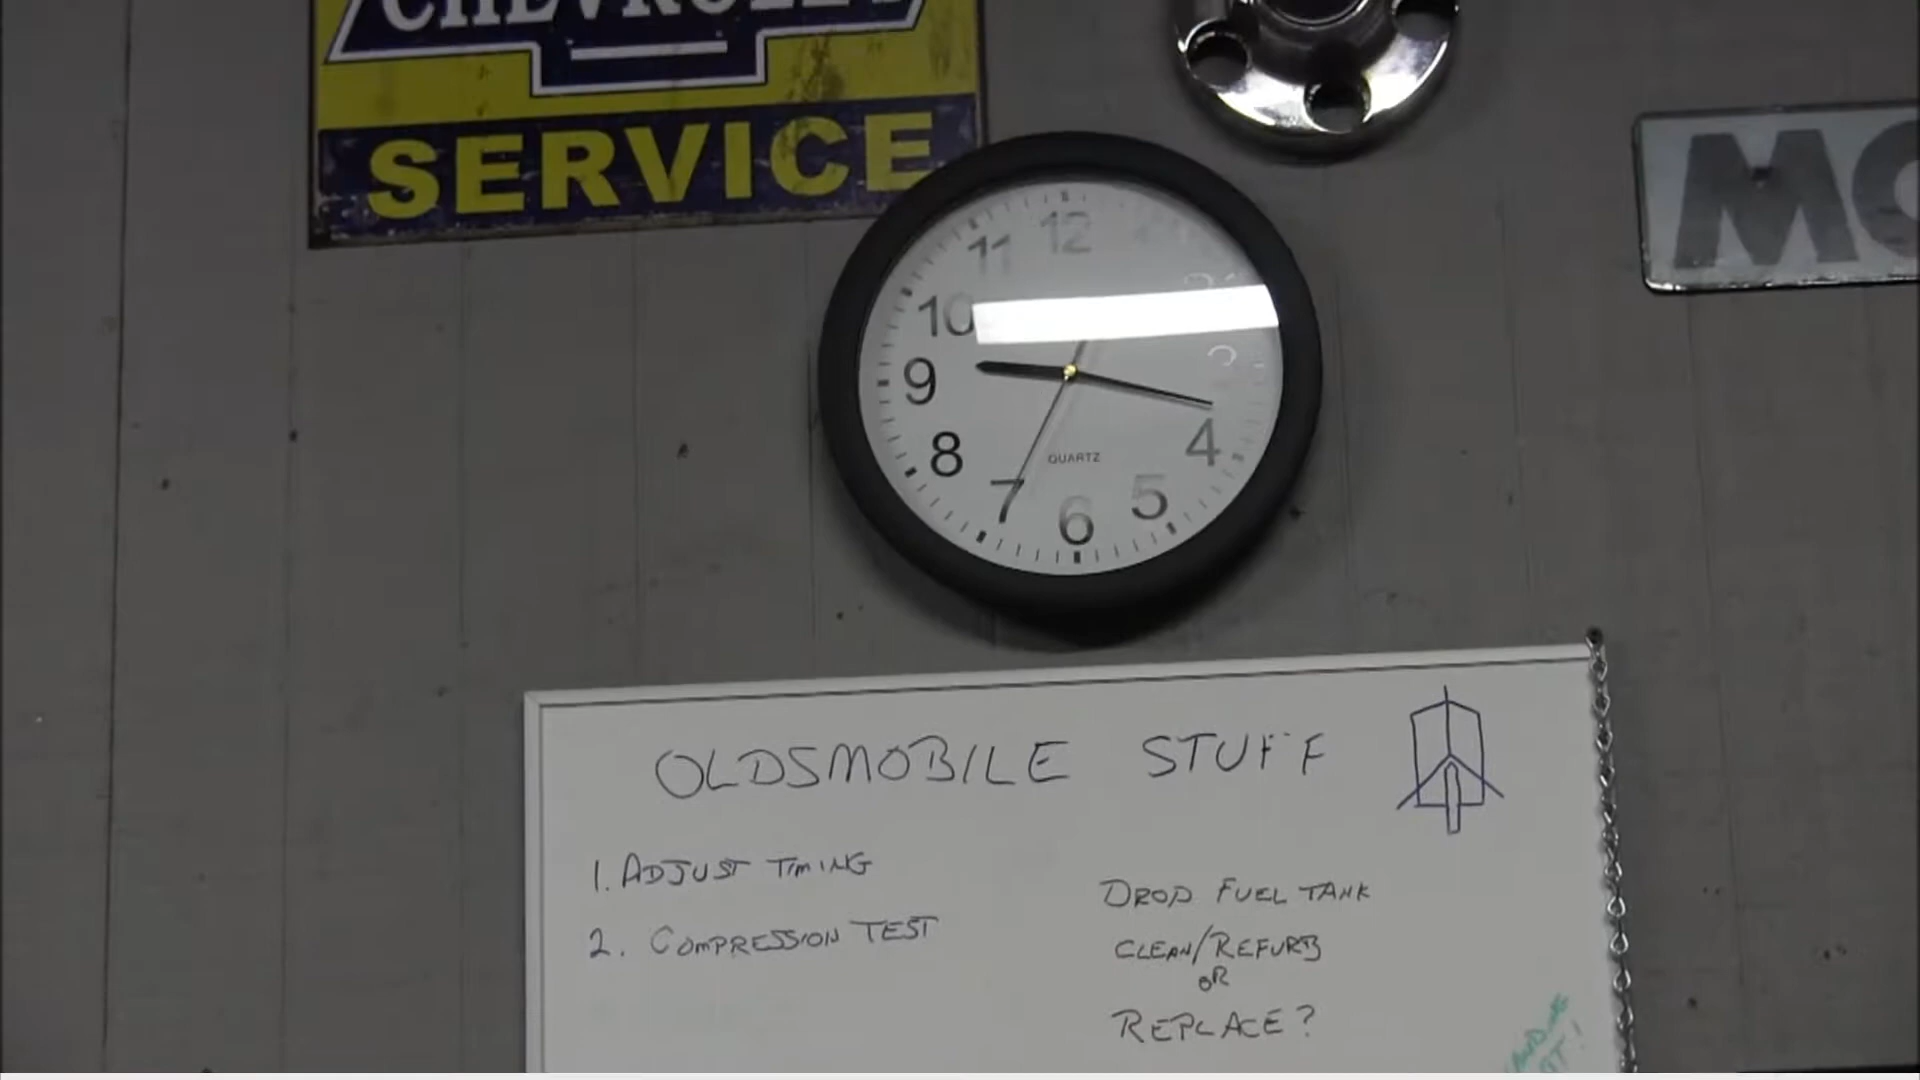 CHEVROLET
SERVICE
12
11
10
9
8
7
6
5
4
QUARTZ
OLDSMOBILE STUFF
1. ADJUST TIMING
2. COMPRESSION TEST
DROP FUEL TANK
CLEAN/REFURB
OR
REPLACE?